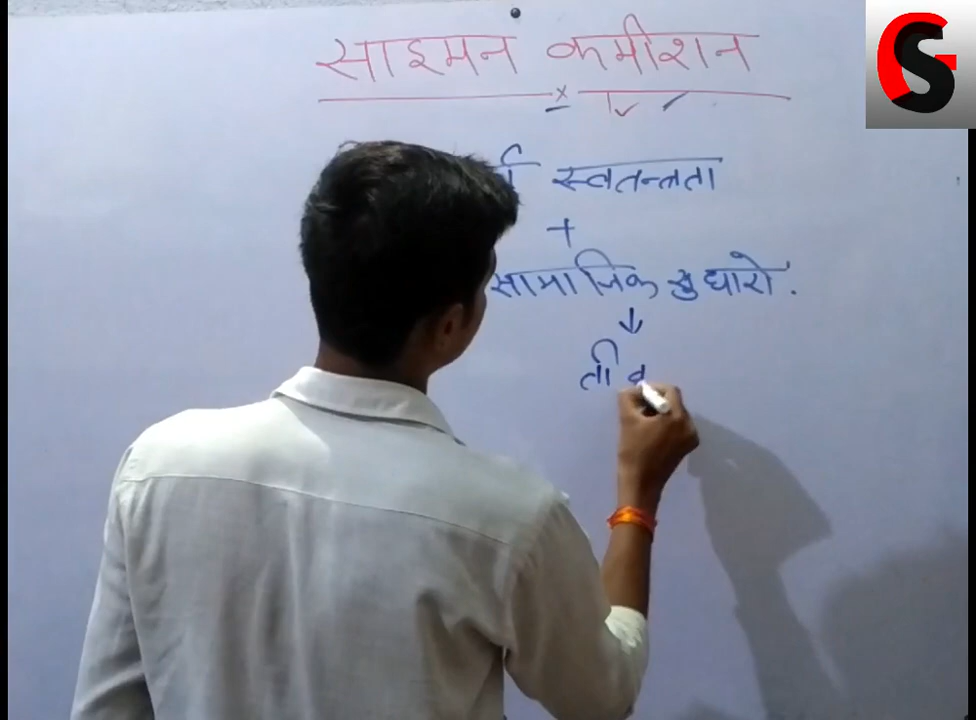 साइमन कमीशन
स्वतन्त्रता
+
सामाजिक सुधारो.
↓
तीव